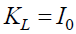 K_L = I_0